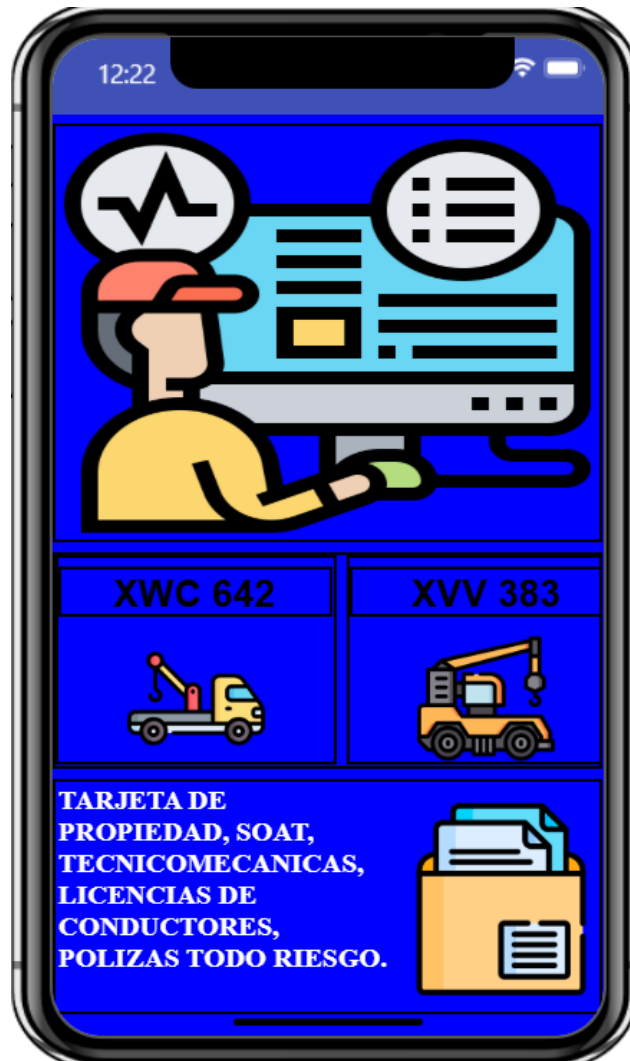 12:22
XWC 642
XVV 383
TARJETA DE
PROPIEDAD, SOAT,
TECNICOMECANICAS,
LICENCIAS DE
CONDUCTORES,
POLIZAS TODO RIESGO.